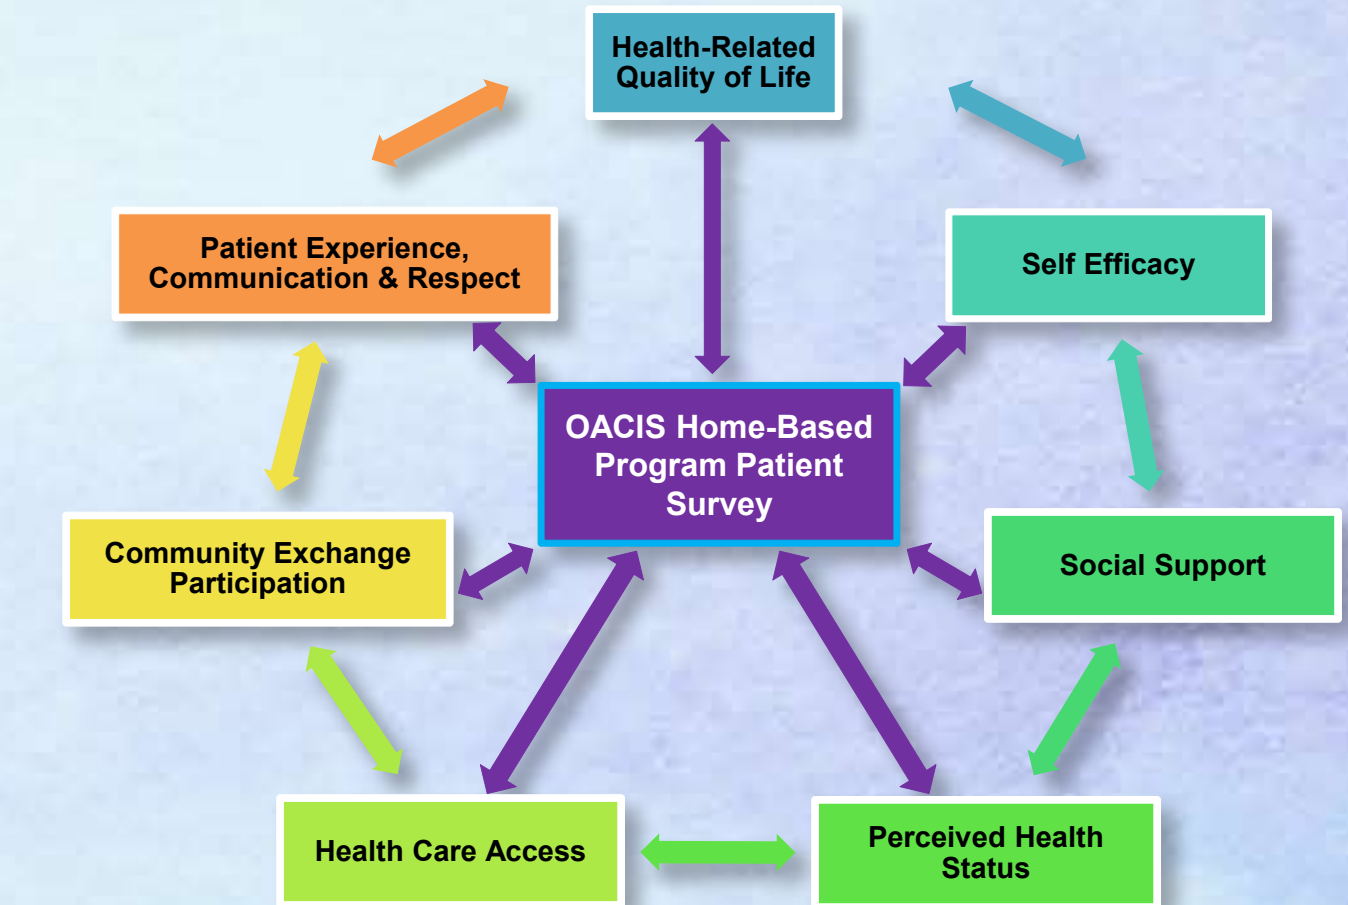 Health-Related
Quality of Life
Patient Experience,
Communication & Respect
Self Efficacy
OACIS Home-Based
Program Patient
Survey
Community Exchange
Participation
Social Support
Health Care Access
Perceived Health
Status